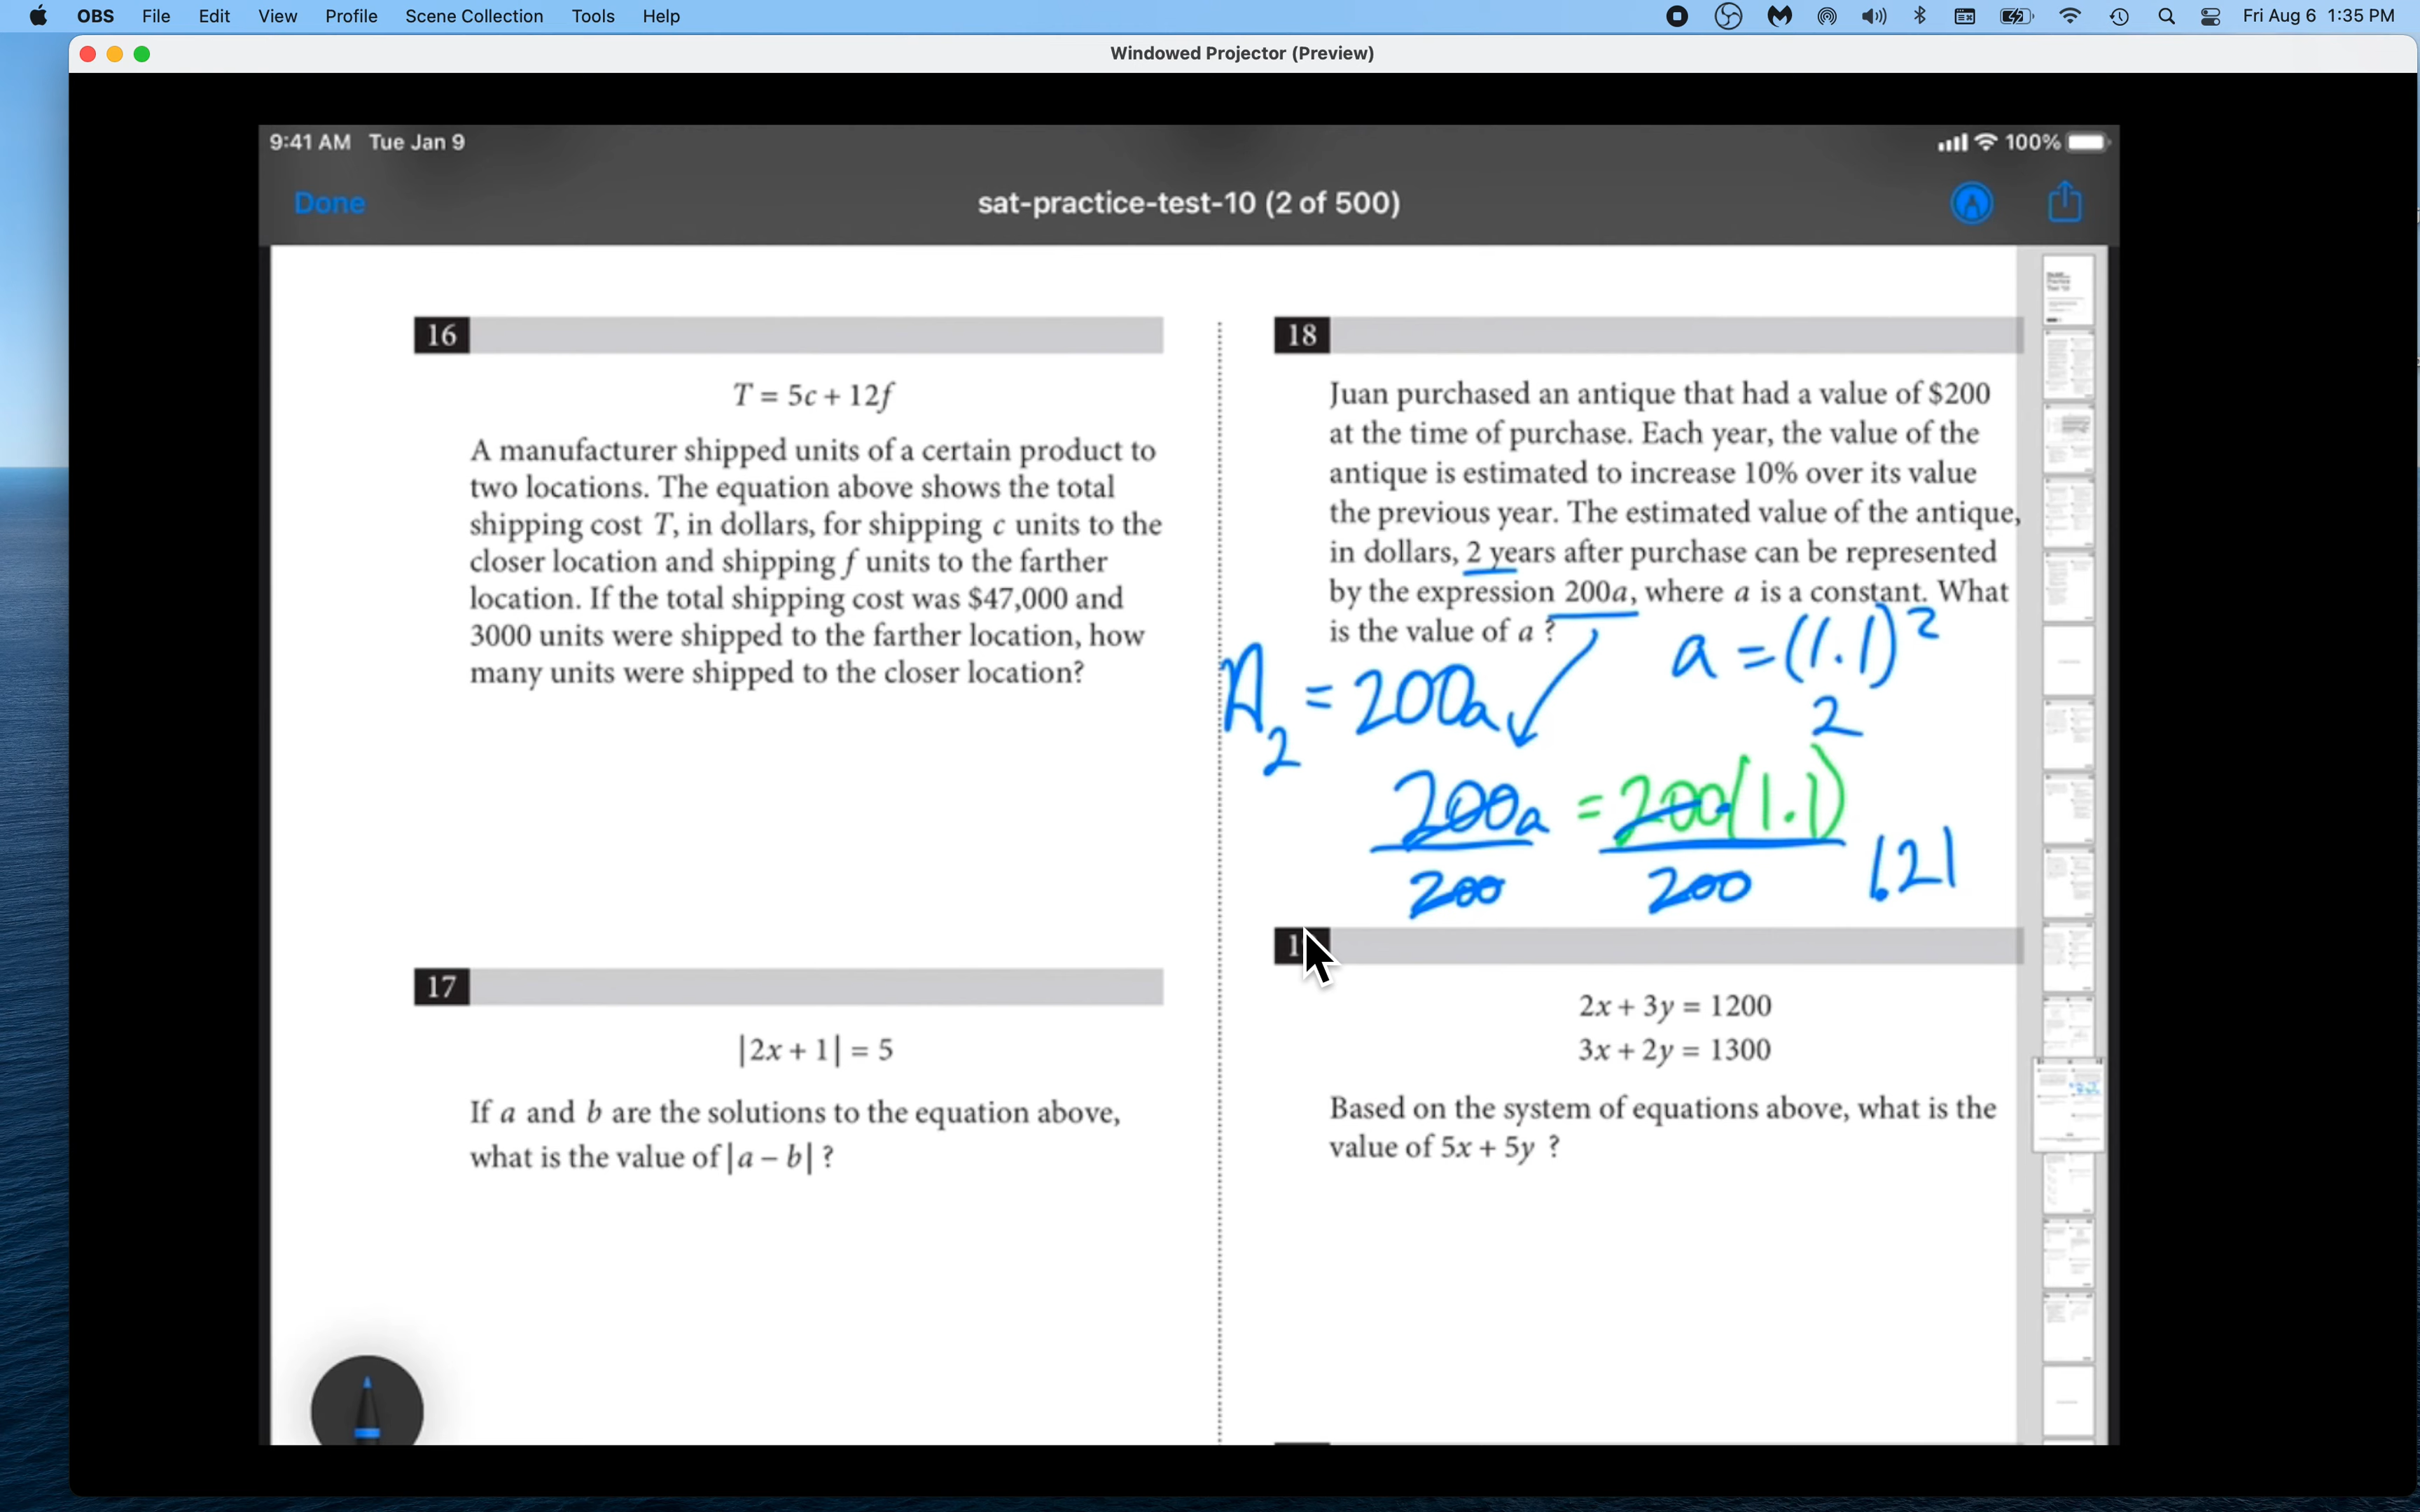 OBS File Edit View Profile Scene Collection Tools Help Fri Aug 6 1:35 PM
Windowed Projector (Preview)
9:41 AM Tue Jan 9 100%
Done sat-practice-test-10 (2 of 500)
16
T = 5c + 12f
A manufacturer shipped units of a certain product to
two locations. The equation above shows the total
shipping cost T, in dollars, for shipping c units to the
closer location and shipping f units to the farther
location. If the total shipping cost was $47,000 and
3000 units were shipped to the farther location, how
many units were shipped to the closer location?
17
|2x + 1| = 5
If a and b are the solutions to the equation above,
what is the value of |a − b| ?
18
Juan purchased an antique that had a value of $200
at the time of purchase. Each year, the value of the
antique is estimated to increase 10% over its value
the previous year. The estimated value of the antique,
in dollars, 2 years after purchase can be represented
by the expression 200a, where a is a constant. What
is the value of a ?
a = (1.1)²
A₂ = 200a
2
200a = 200(1.1)
200 200
1.21
1
2x + 3y = 1200
3x + 2y = 1300
Based on the system of equations above, what is the
value of 5x + 5y ?